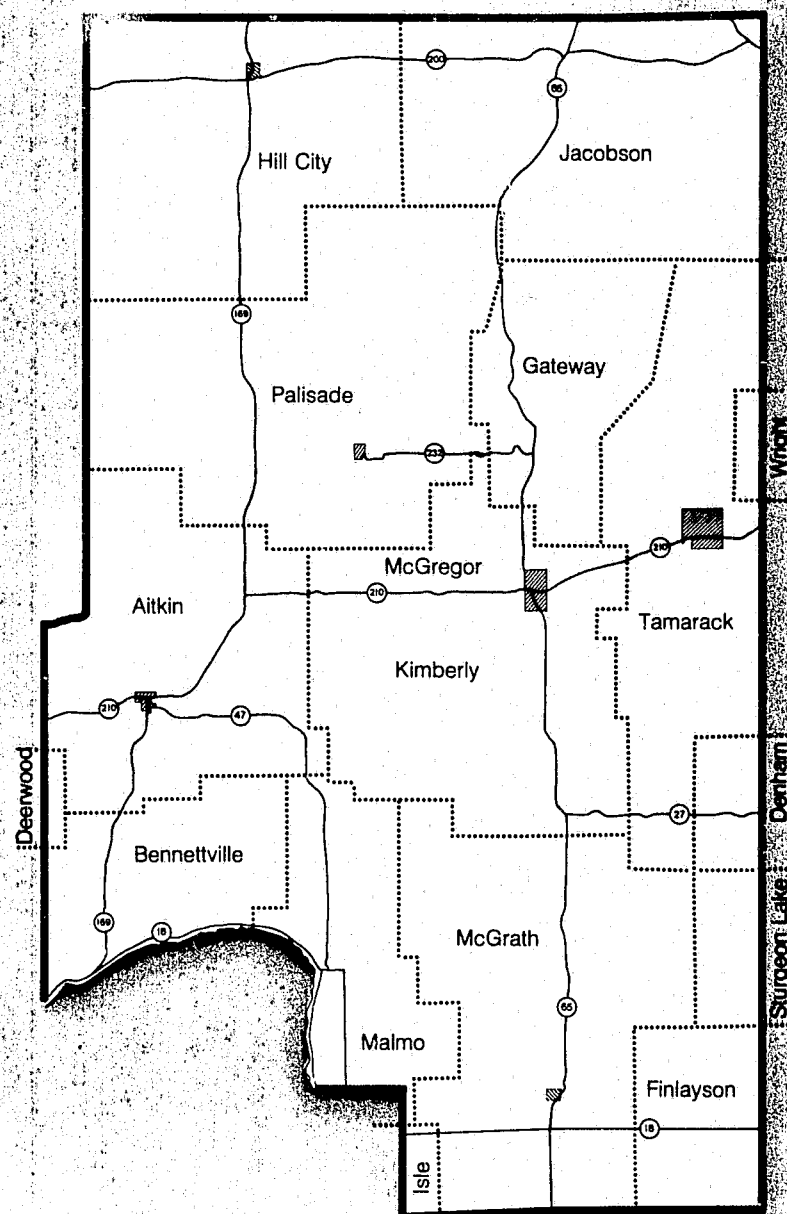 200
65
Hill City
Jacobson
169
Gateway
Palisade
232
Wright
210
McGregor
210
Aitkin
Tamarack
Kimberly
210
47
Deerwood
Denham
27
Bennettville
169
18
Sturgeon Lake
McGrath
65
Malmo
Finlayson
18
Isle